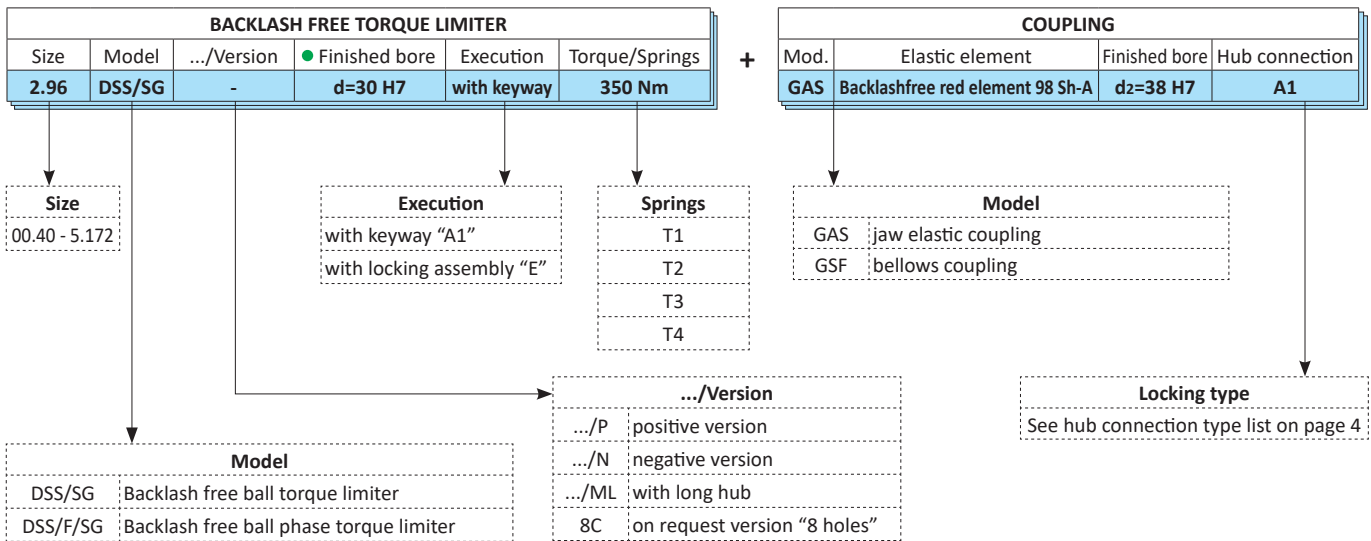 BACKLASH FREE TORQUE LIMITER
Size Model .../Version Finished bore Execution Torque/Springs
2.96 DSS/SG - d=30 H7 with keyway 350 Nm
+
COUPLING
Mod. Elastic element Finished bore Hub connection
GAS Backlashfree red element 98 Sh-A d2=38 H7 A1
Size
00.40 - 5.172
Execution
with keyway “A1”
with locking assembly “E”
Springs
T1
T2
T3
T4
Model
GAS jaw elastic coupling
GSF bellows coupling
Model
DSS/SG Backlash free ball torque limiter
DSS/F/SG Backlash free ball phase torque limiter
.../Version
.../P positive version
.../N negative version
.../ML with long hub
8C on request version “8 holes”
Locking type
See hub connection type list on page 4